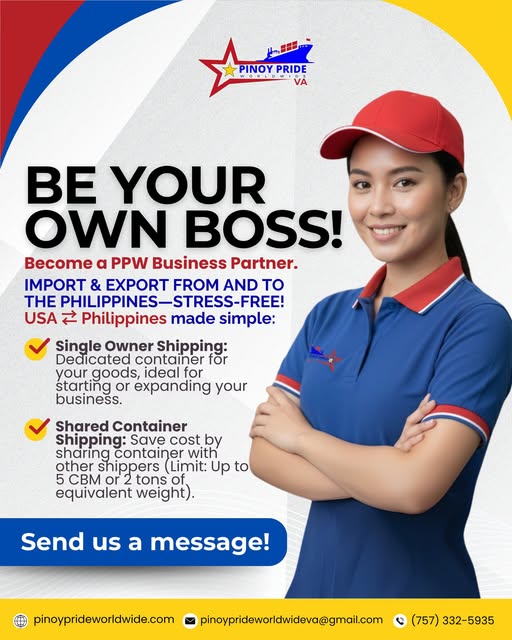 PINOY PRIDE
WORLDWIDE
VA
BE YOUR
OWN BOSS!
Become a PPW Business Partner.
IMPORT & EXPORT FROM AND TO
THE PHILIPPINES—STRESS-FREE!
USA ⇄ Philippines made simple:
Single Owner Shipping:
Dedicated container for
your goods, ideal for
starting or expanding your
business.
Shared Container
Shipping: Save cost by
sharing container with
other shippers (Limit: Up to
5 CBM or 2 tons of
equivalent weight).
Send us a message!
pinoyprideworldwide.com
pinoyprideworldwideva@gmail.com
(757) 332-5935